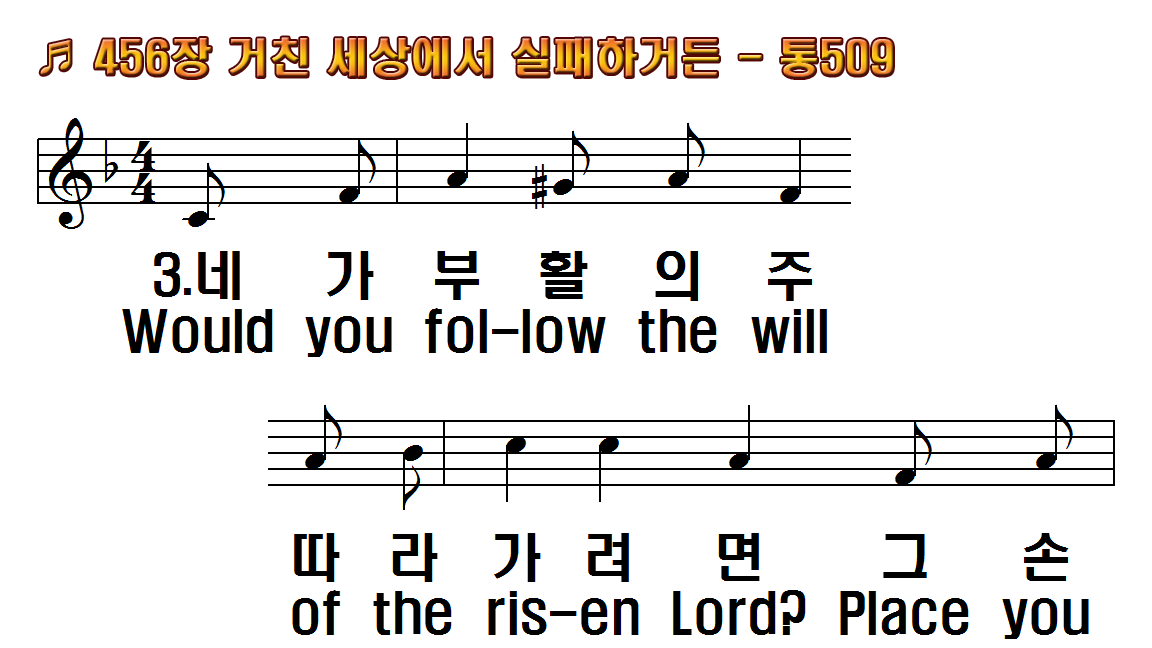 ♬ 456장 거친 세상에서 실패하거든 - 통509
3.네 가 부 활 의 주
Would you fol-low the will
따 라 가 려 면 그 손
of the ris-en Lord? Place you